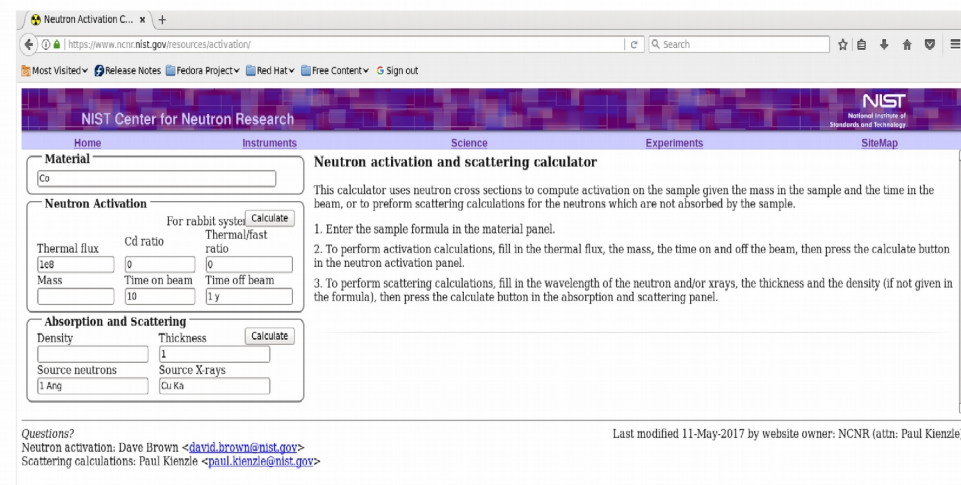 Neutron Activation C... × +
https://www.ncnr.nist.gov/resources/activation/
Search
Most Visited Release Notes Fedora Project Red Hat Free Content G Sign out
NIST Center for Neutron Research
NIST
National Institute of
Standards and Technology
Home Instruments Science Experiments SiteMap
Material
Co
Neutron Activation
For rabbit system Calculate
Thermal flux Cd ratio Thermal/fast ratio
1e8 0 0
Mass Time on beam Time off beam
10 1 y
Absorption and Scattering
Density Thickness Calculate
1
Source neutrons Source X-rays
1 Ang Cu Ka
Neutron activation and scattering calculator
This calculator uses neutron cross sections to compute activation on the sample given the mass in the sample and the time in the
beam, or to preform scattering calculations for the neutrons which are not absorbed by the sample.
1. Enter the sample formula in the material panel.
2. To perform activation calculations, fill in the thermal flux, the mass, the time on and off the beam, then press the calculate button
in the neutron activation panel.
3. To perform scattering calculations, fill in the wavelength of the neutron and/or xrays, the thickness and the density (if not given in
the formula), then press the calculate button in the absorption and scattering panel.
Questions?
Neutron activation: Dave Brown <david.brown@nist.gov>
Scattering calculations: Paul Kienzle <paul.kienzle@nist.gov>
Last modified 11-May-2017 by website owner: NCNR (attn: Paul Kienzle)